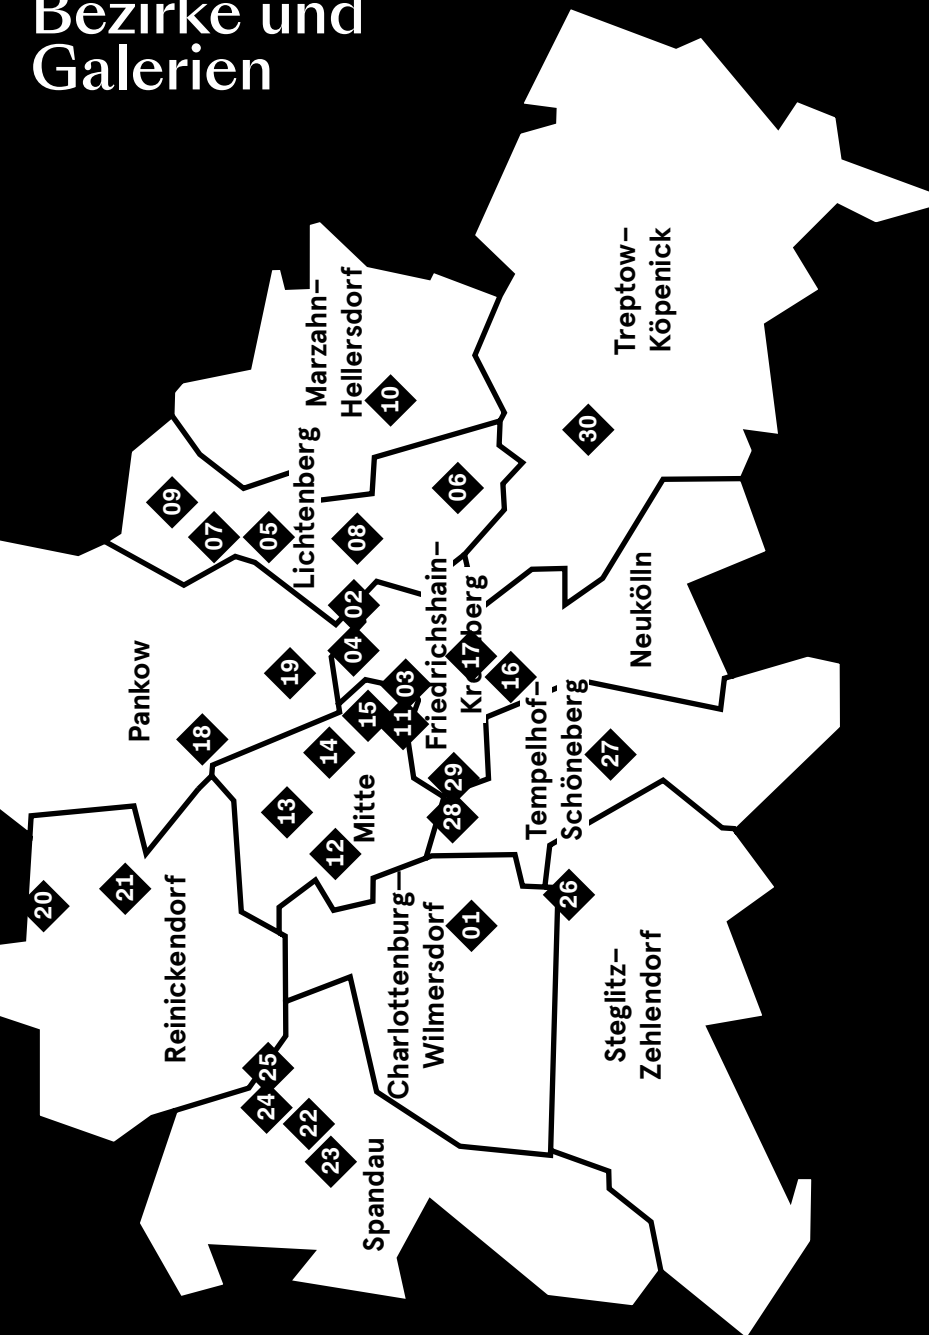 Bezirke und
Galerien
Treptow–
Köpenick
30
Marzahn–
Hellersdorf
10
Lichtenberg
09
07
05
08
06
02
04
Friedrichshain–
Kreuzberg
03
11
17
16
Neukölln
Pankow
19
18
Mitte
15
14
13
12
Tempelhof–
Schöneberg
29
28
27
Reinickendorf
20
21
Charlottenburg–
Wilmersdorf
01
Steglitz–
Zehlendorf
26
Spandau
25
24
22
23